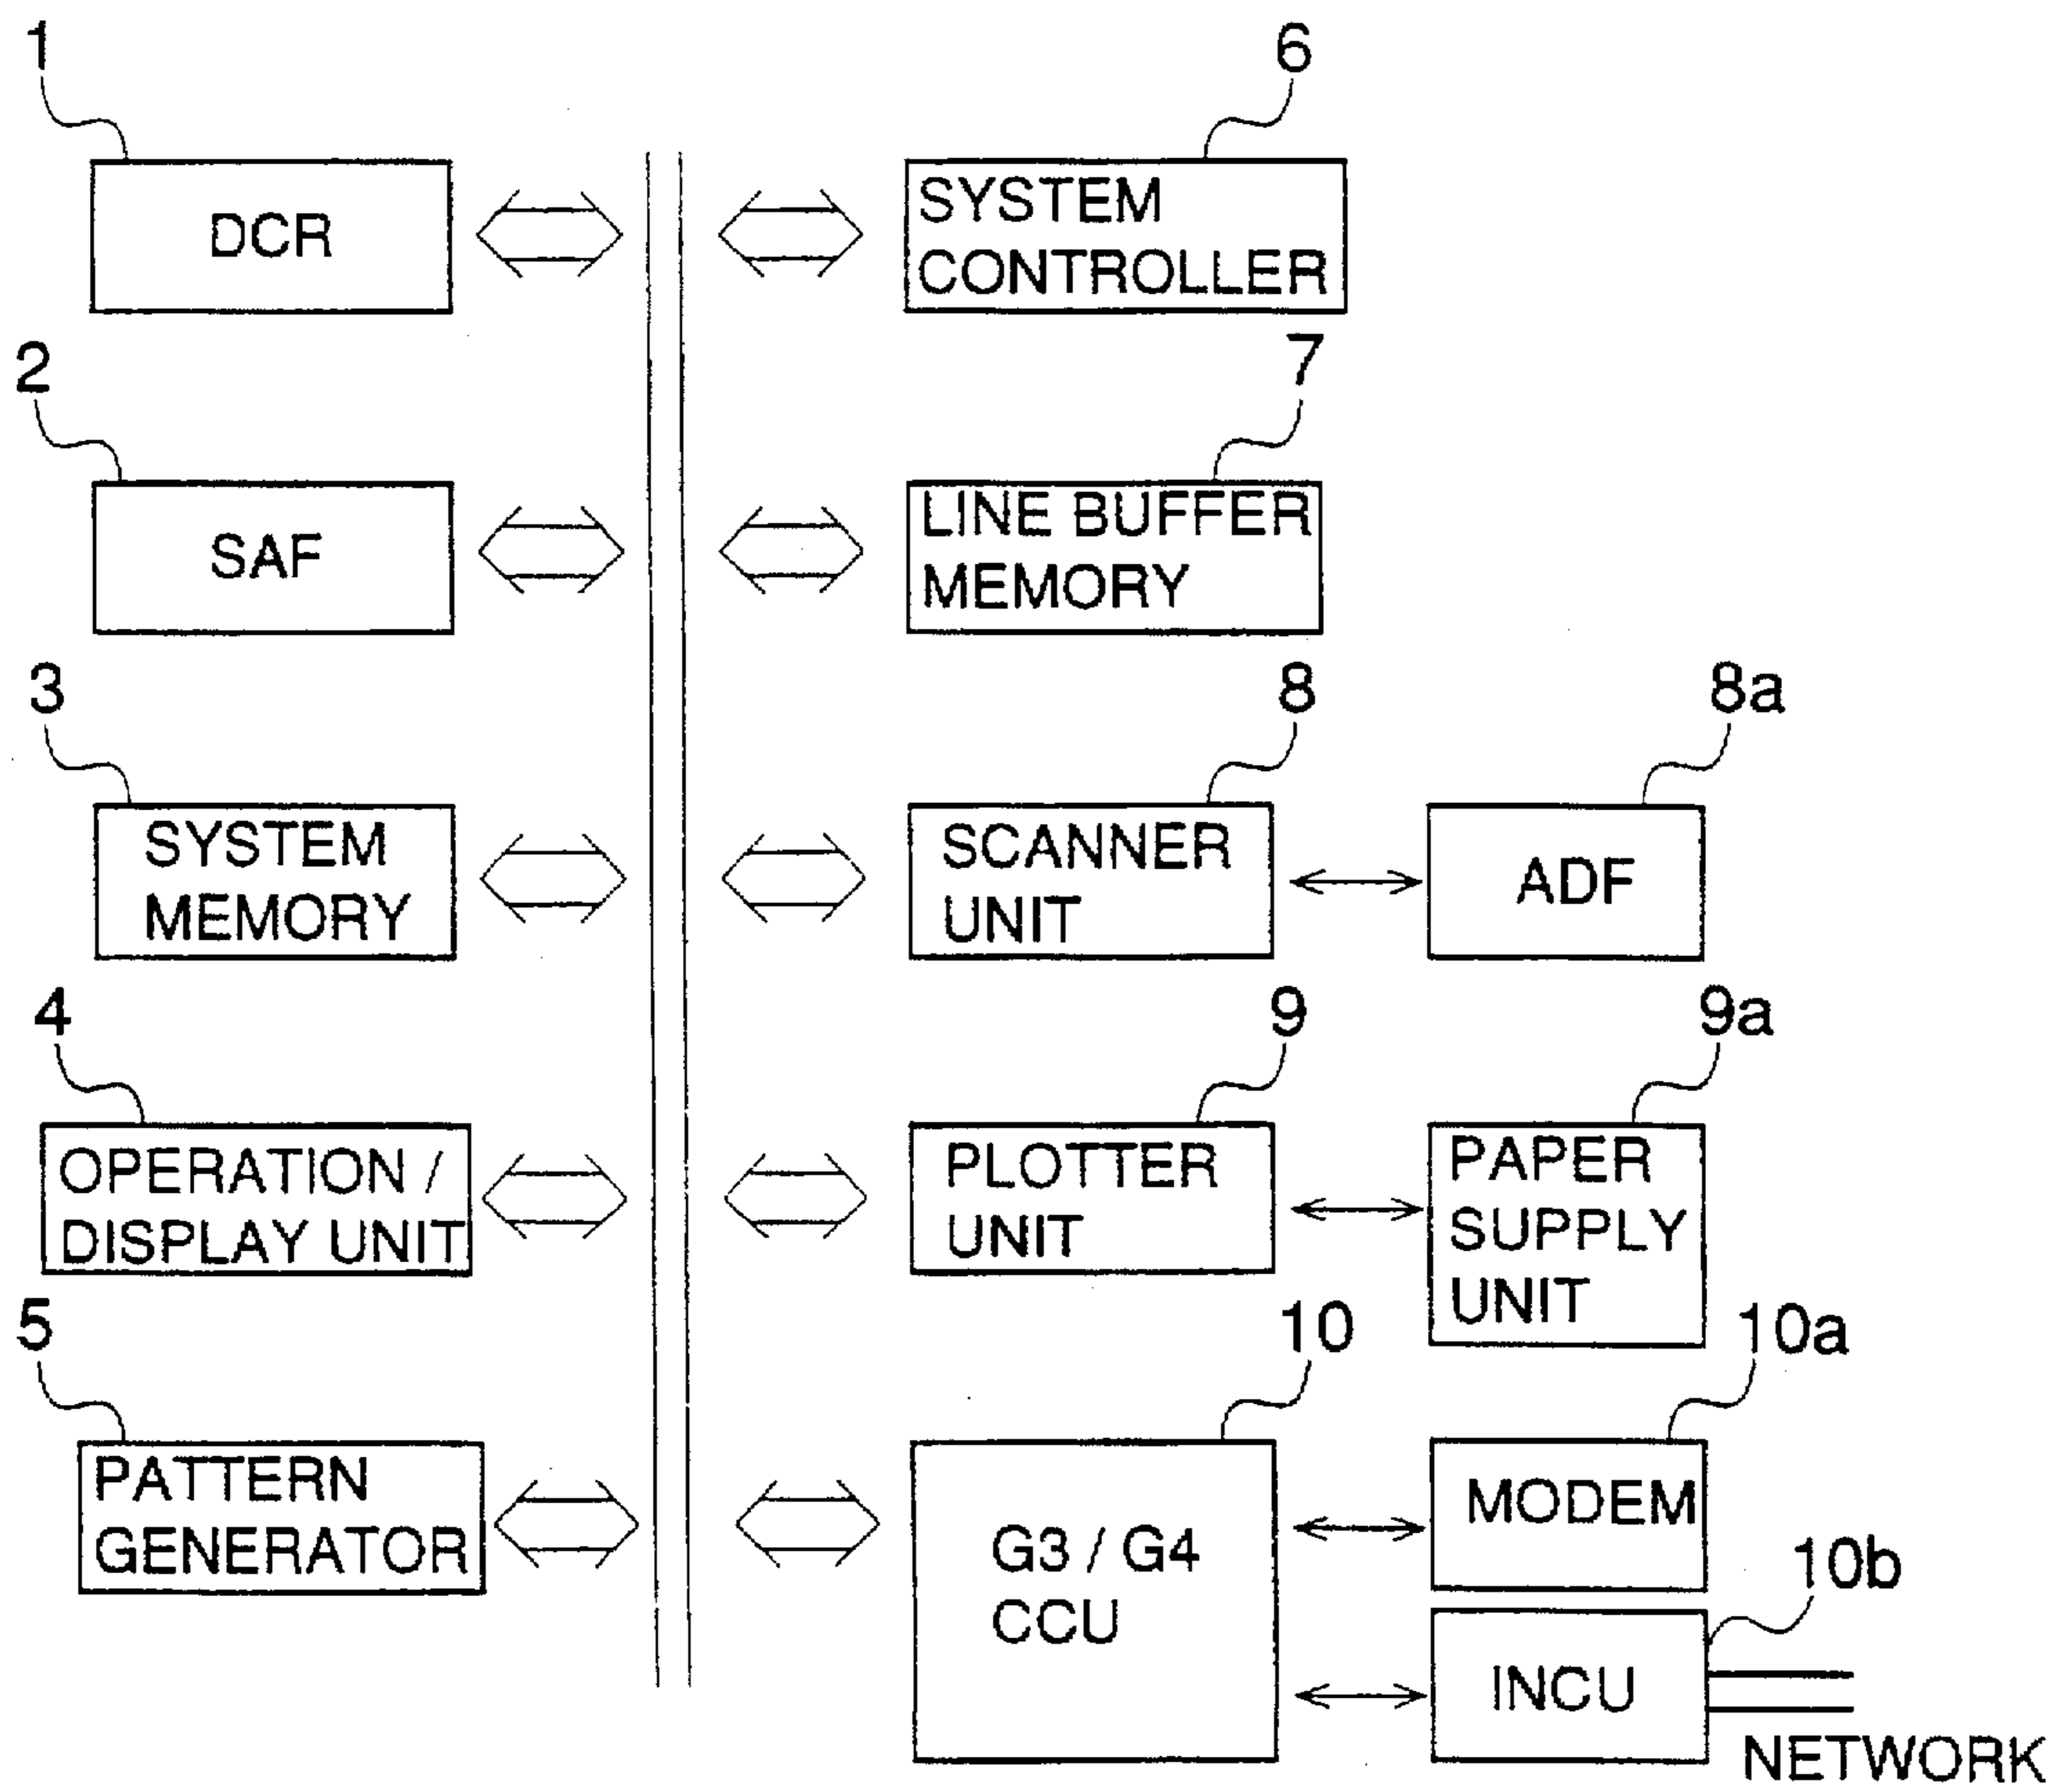 1
DCR
6
SYSTEM
CONTROLLER
2
SAF
7
LINE BUFFER
MEMORY
3
SYSTEM
MEMORY
8
SCANNER
UNIT
8a
ADF
4
OPERATION /
DISPLAY UNIT
9
PLOTTER
UNIT
9a
PAPER
SUPPLY
UNIT
5
PATTERN
GENERATOR
10
G3 / G4
CCU
10a
MODEM
10b
INCU
NETWORK